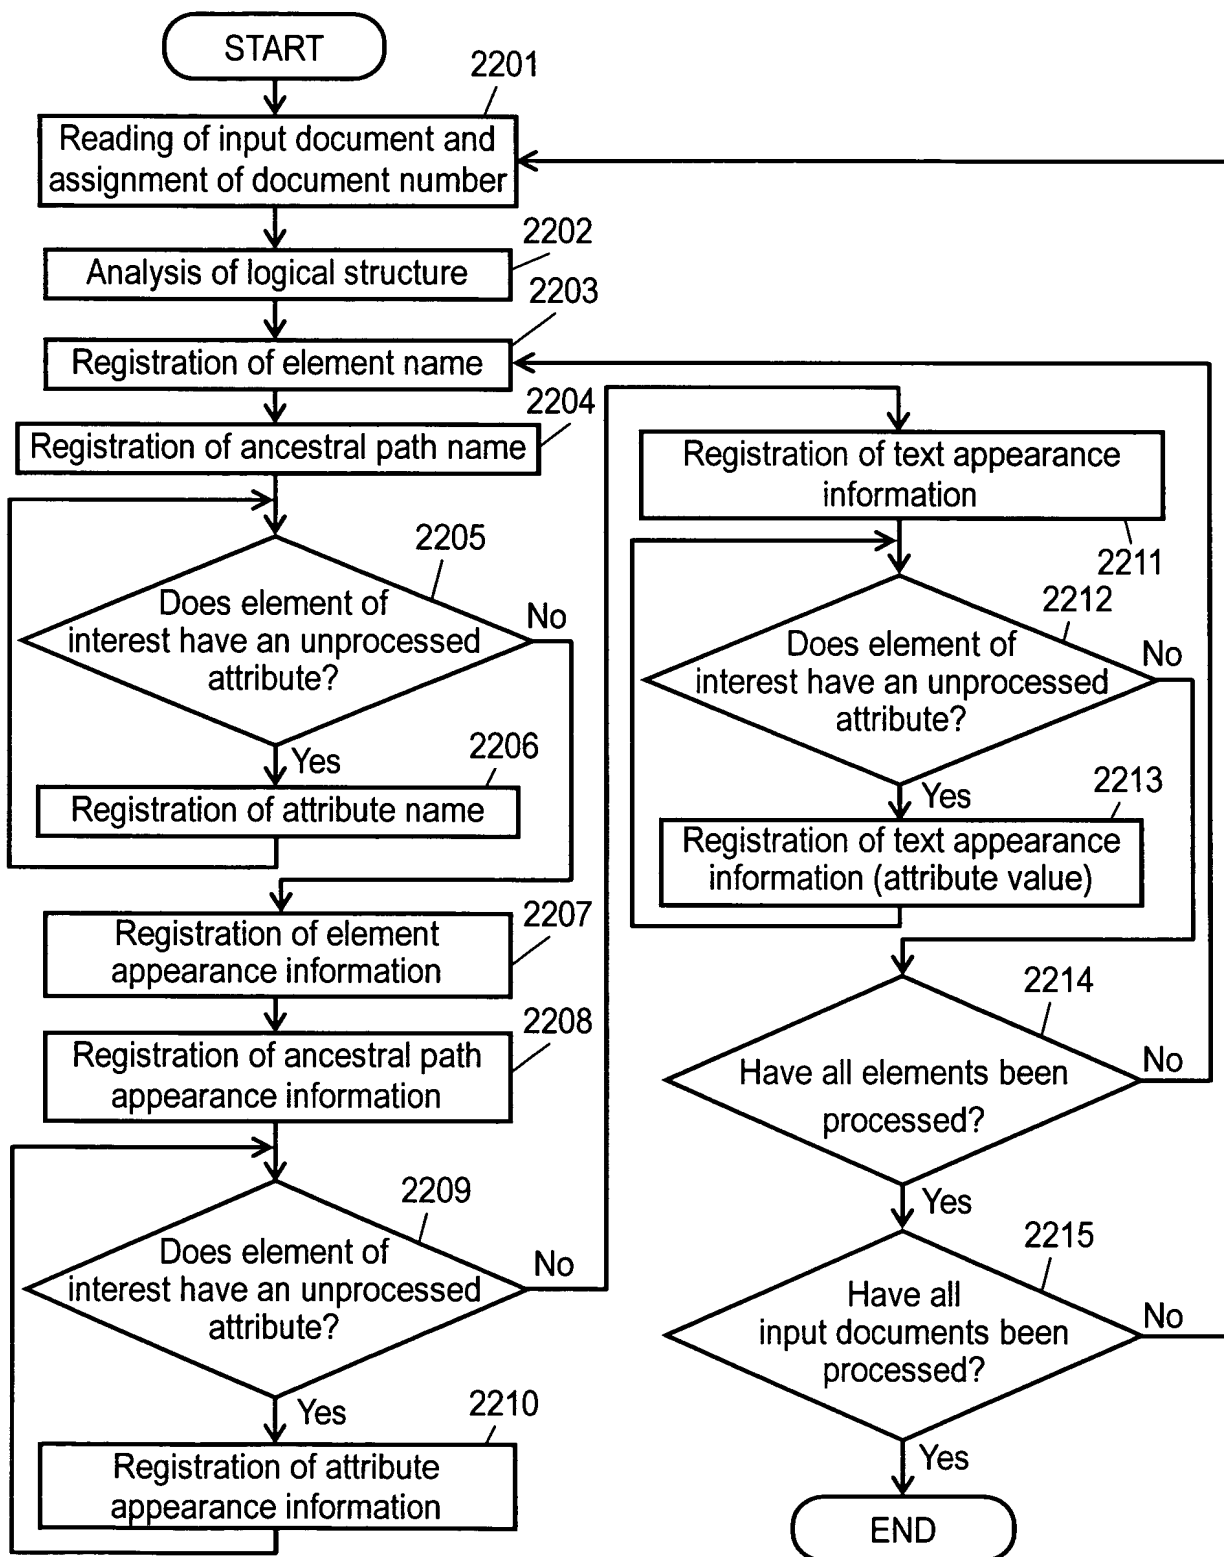 START
2201
Reading of input document and
assignment of document number
2202
Analysis of logical structure
2203
Registration of element name
2204
Registration of ancestral path name
2205
Does element of
interest have an unprocessed
attribute?
No
Yes
2206
Registration of attribute name
2207
Registration of element
appearance information
2208
Registration of ancestral path
appearance information
2209
Does element of
interest have an unprocessed
attribute?
No
Yes
2210
Registration of attribute
appearance information
Registration of text appearance
information
2211
2212
Does element of
interest have an unprocessed
attribute?
No
Yes
2213
Registration of text appearance
information (attribute value)
2214
Have all elements been
processed?
No
Yes
2215
Have all
input documents been
processed?
No
Yes
END